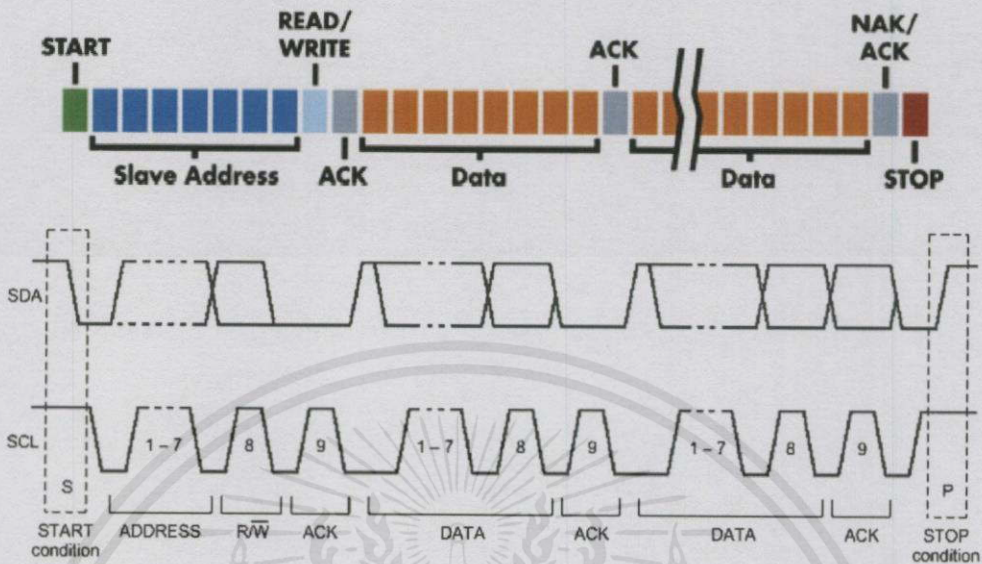 READ/
WRITE
START
ACK
NAK/
ACK
Slave Address
ACK
Data
Data
STOP
SDA
SCL
1 – 7
8
9
1 – 7
8
9
1 – 7
8
9
S
P
START
condition
ADDRESS
R/W̅
ACK
DATA
ACK
DATA
ACK
STOP
condition